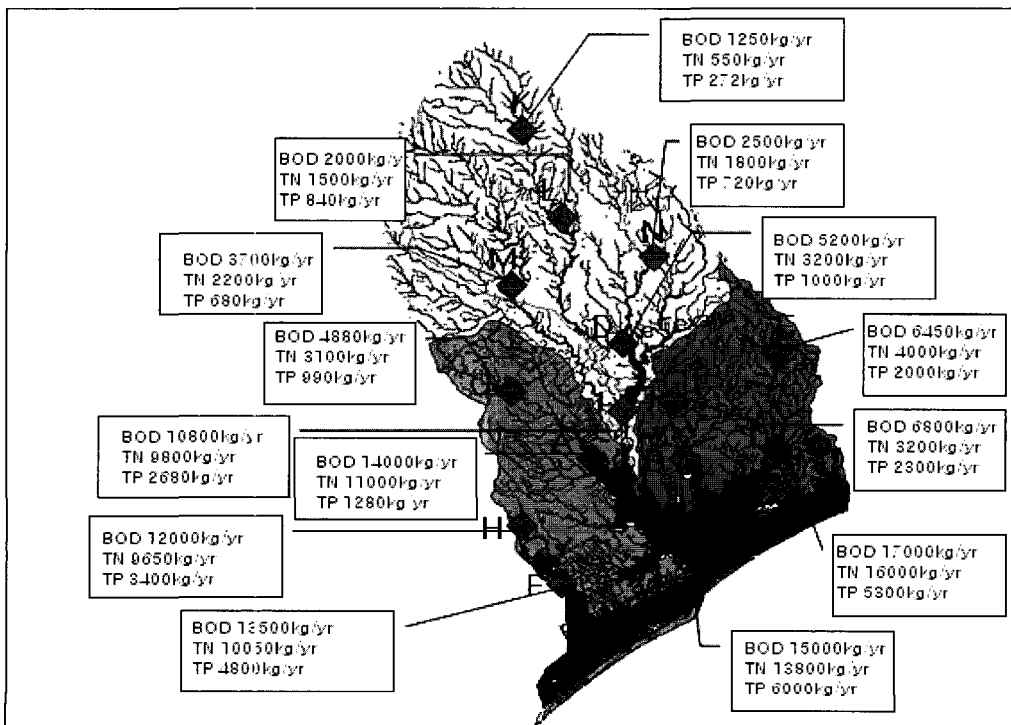 BOD 1250kg/yr
TN 550kg/yr
TP 272kg/yr
K
BOD 2500kg/yr
TN 1800kg/yr
TP 720kg/yr
BOD 2000kg/y
TN 1500kg/yr
TP 840kg/yr
L
N
BOD 5200kg/yr
TN 3200kg/yr
TP 1000kg/yr
BOD 3700kg/yr
TN 2200kg/yr
TP 680kg/yr
M
BOD 6450kg/yr
TN 4000kg/yr
TP 2000kg/yr
BOD 4880kg/yr
TN 3100kg/yr
TP 990kg/yr
BOD 6800kg/yr
TN 3200kg/yr
TP 2300kg/yr
BOD 10800kg/yr
TN 9800kg/yr
TP 2680kg/yr
BOD 14000kg/yr
TN 11000kg/yr
TP 1280kg/yr
H
BOD 12000kg/yr
TN 9650kg/yr
TP 3400kg/yr
BOD 17000kg/yr
TN 16000kg/yr
TP 5800kg/yr
F
BOD 13500kg/yr
TN 10050kg/yr
TP 4800kg/yr
BOD 15000kg/yr
TN 13800kg/yr
TP 6000kg/yr